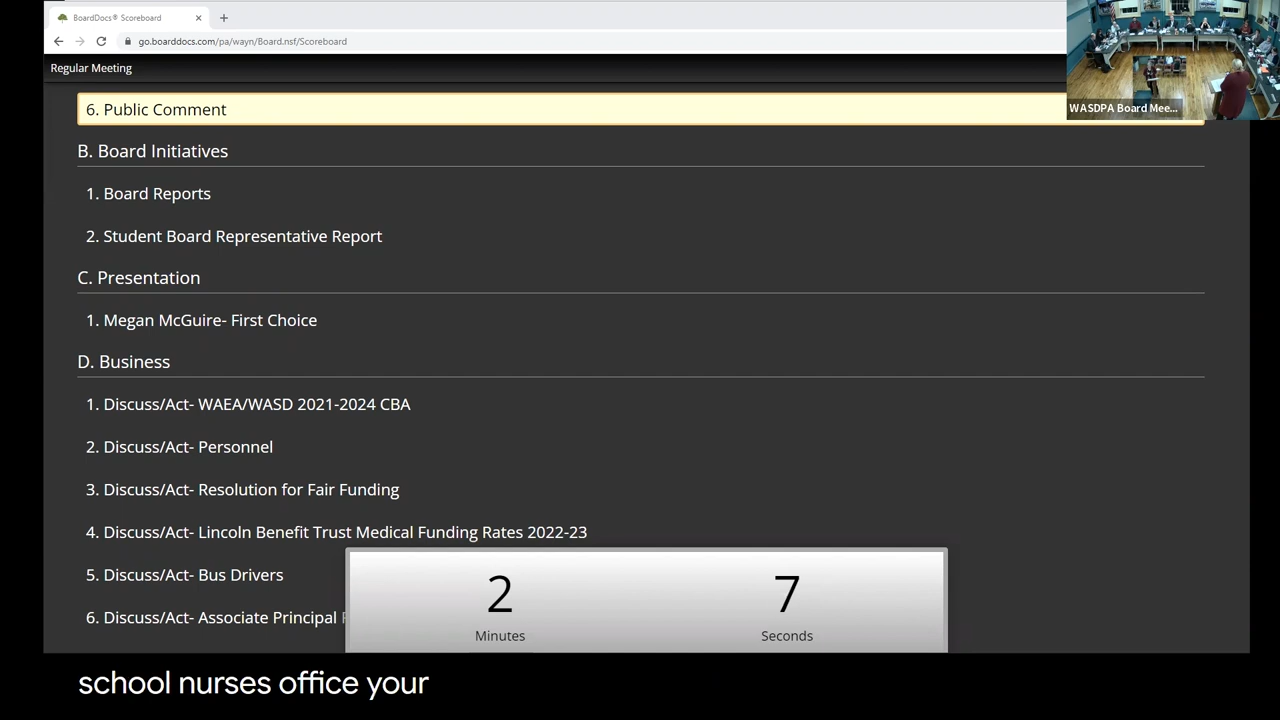 BoardDocs® Scoreboard
go.boarddocs.com/pa/wayn/Board.nsf/Scoreboard
Regular Meeting
WASDPA Board Mee...
6. Public Comment
B. Board Initiatives
1. Board Reports
2. Student Board Representative Report
C. Presentation
1. Megan McGuire- First Choice
D. Business
1. Discuss/Act- WAEA/WASD 2021-2024 CBA
2. Discuss/Act- Personnel
3. Discuss/Act- Resolution for Fair Funding
4. Discuss/Act- Lincoln Benefit Trust Medical Funding Rates 2022-23
5. Discuss/Act- Bus Drivers
6. Discuss/Act- Associate Principal
2 7
Minutes Seconds
school nurses office your